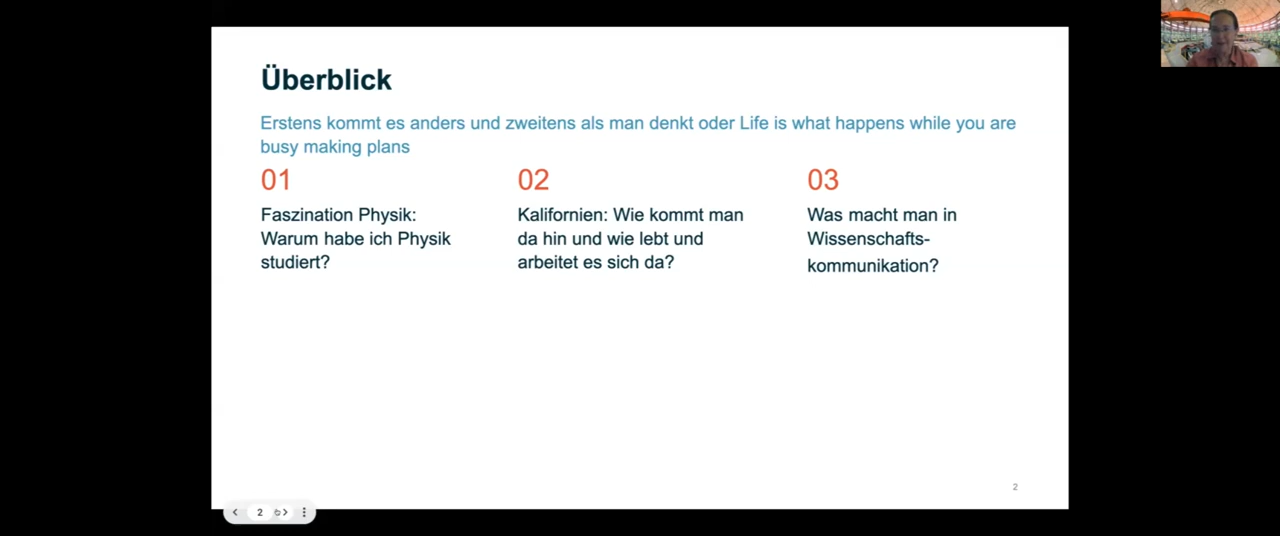 Überblick
Erstens kommt es anders und zweitens als man denkt oder Life is what happens while you are
busy making plans
01
Faszination Physik:
Warum habe ich Physik
studiert?
02
Kalifornien: Wie kommt man
da hin und wie lebt und
arbeitet es sich da?
03
Was macht man in
Wissenschafts-
kommunikation?
2
2